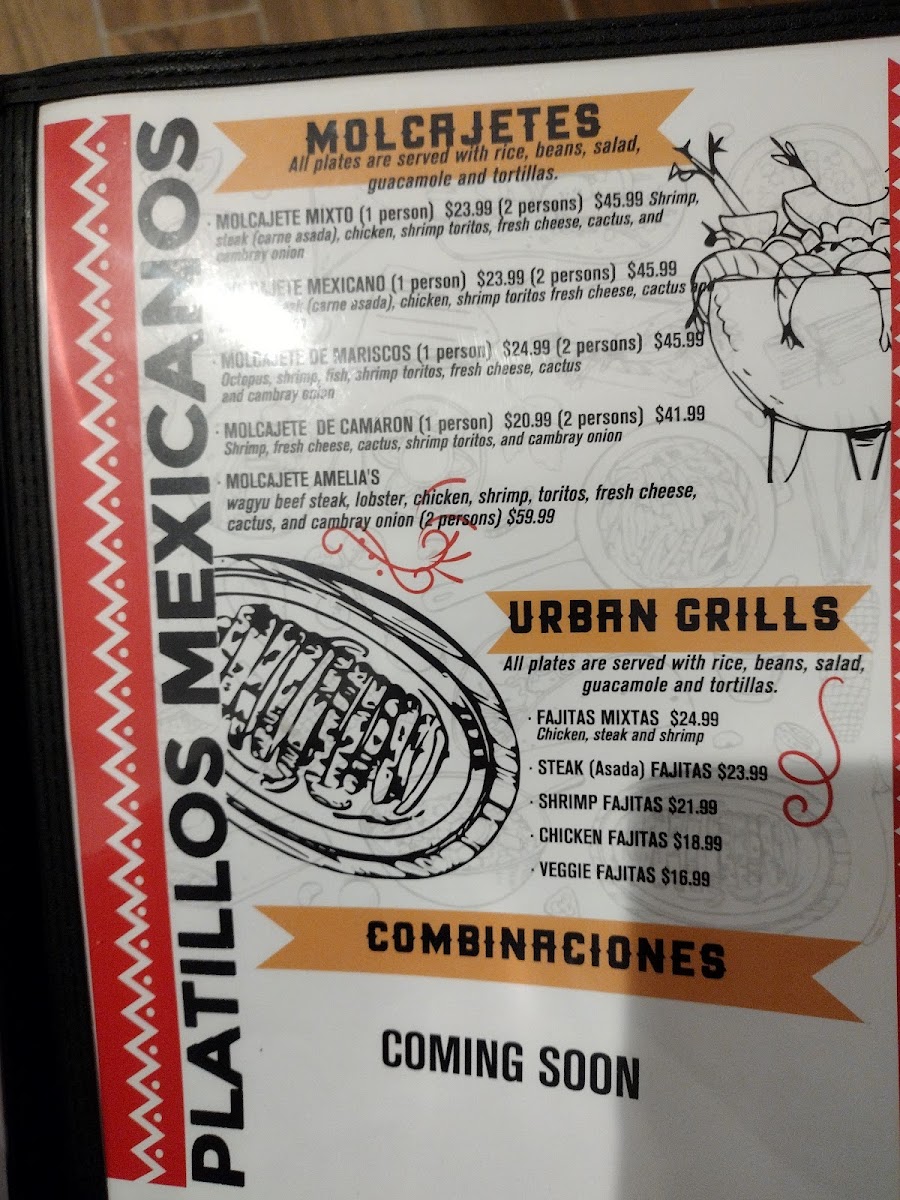 PLATILLOS MEXICANOS
MOLCAJETES
All plates are served with rice, beans, salad,
guacamole and tortillas.
· MOLCAJETE MIXTO (1 person) $23.99 (2 persons) $45.99 Shrimp,
steak (carne asada), chicken, shrimp toritos, fresh cheese, cactus, and
cambray onion
MEXICANO (1 person) $23.99 (2 persons) $45.99
(carne asada), chicken, shrimp toritos fresh cheese, cactus
· MOLCAJETE DE MARISCOS (1 person) $24.99 (2 persons) $45.99
Octopus, shrimp, fish, shrimp toritos, fresh cheese, cactus
and cambray onion
· MOLCAJETE DE CAMARON (1 person) $20.99 (2 persons) $41.99
Shrimp, fresh cheese, cactus, shrimp toritos, and cambray onion
· MOLCAJETE AMELIA'S
wagyu beef steak, lobster, chicken, shrimp, toritos, fresh cheese,
cactus, and cambray onion (2 persons) $59.99
URBAN GRILLS
All plates are served with rice, beans, salad,
guacamole and tortillas.
· FAJITAS MIXTAS $24.99
Chicken, steak and shrimp
· STEAK (Asada) FAJITAS $23.99
· SHRIMP FAJITAS $21.99
· CHICKEN FAJITAS $18.99
· VEGGIE FAJITAS $16.99
COMBINACIONES
COMING SOON